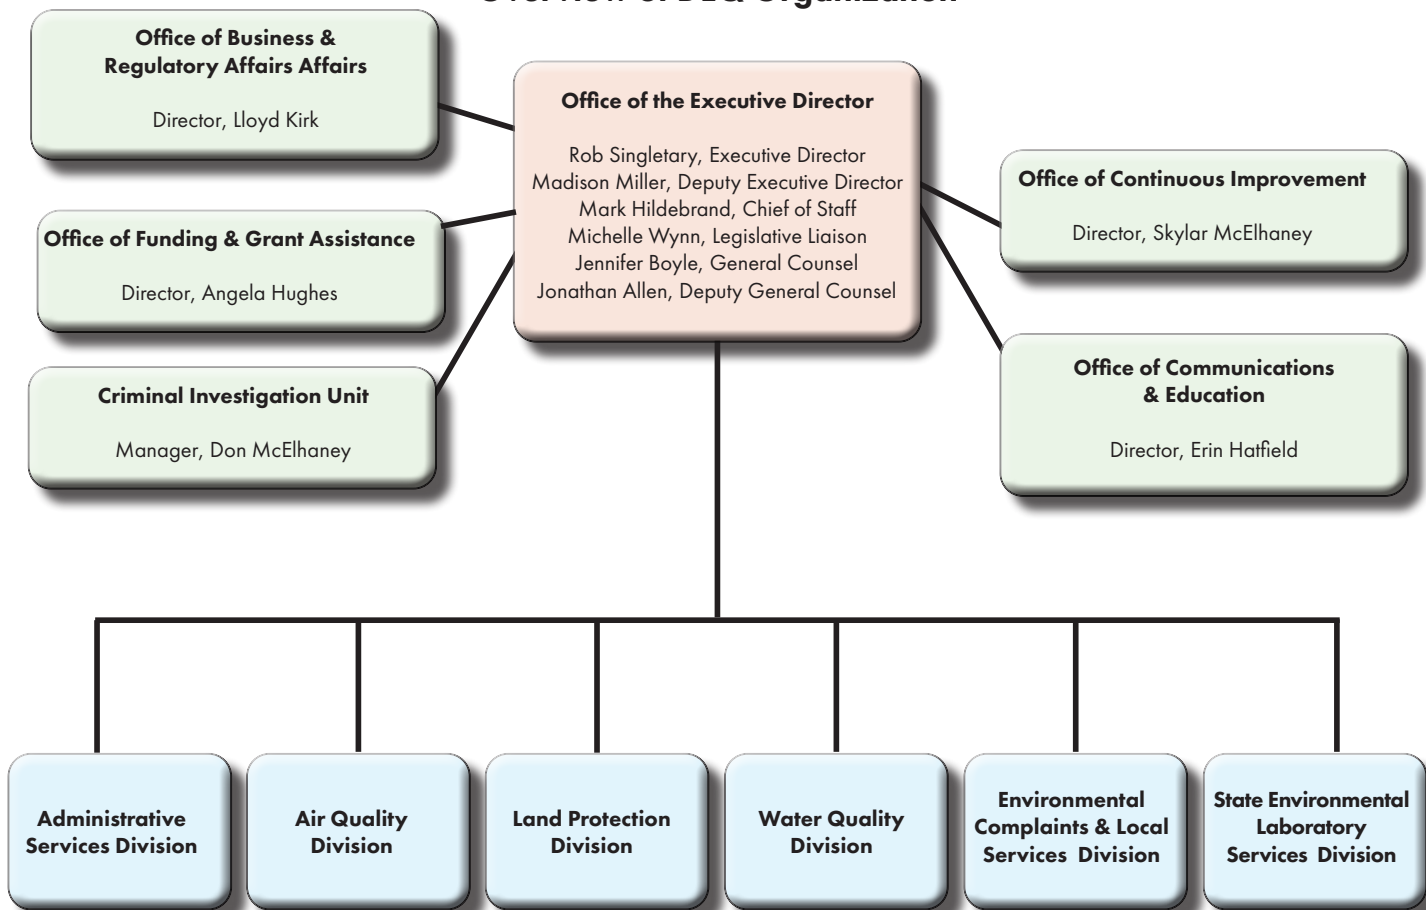 Overview of DEQ Organization
Office of Business &
Regulatory Affairs Affairs
Director, Lloyd Kirk
Office of the Executive Director
Rob Singletary, Executive Director
Madison Miller, Deputy Executive Director
Mark Hildebrand, Chief of Staff
Michelle Wynn, Legislative Liaison
Jennifer Boyle, General Counsel
Jonathan Allen, Deputy General Counsel
Office of Continuous Improvement
Director, Skylar McElhaney
Office of Funding & Grant Assistance
Director, Angela Hughes
Office of Communications
& Education
Director, Erin Hatfield
Criminal Investigation Unit
Manager, Don McElhaney
Administrative
Services Division
Air Quality
Division
Land Protection
Division
Water Quality
Division
Environmental
Complaints & Local
Services Division
State Environmental
Laboratory
Services Division